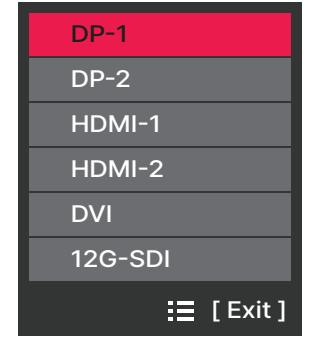 DP-1
DP-2
HDMI-1
HDMI-2
DVI
12G-SDI
[ Exit ]